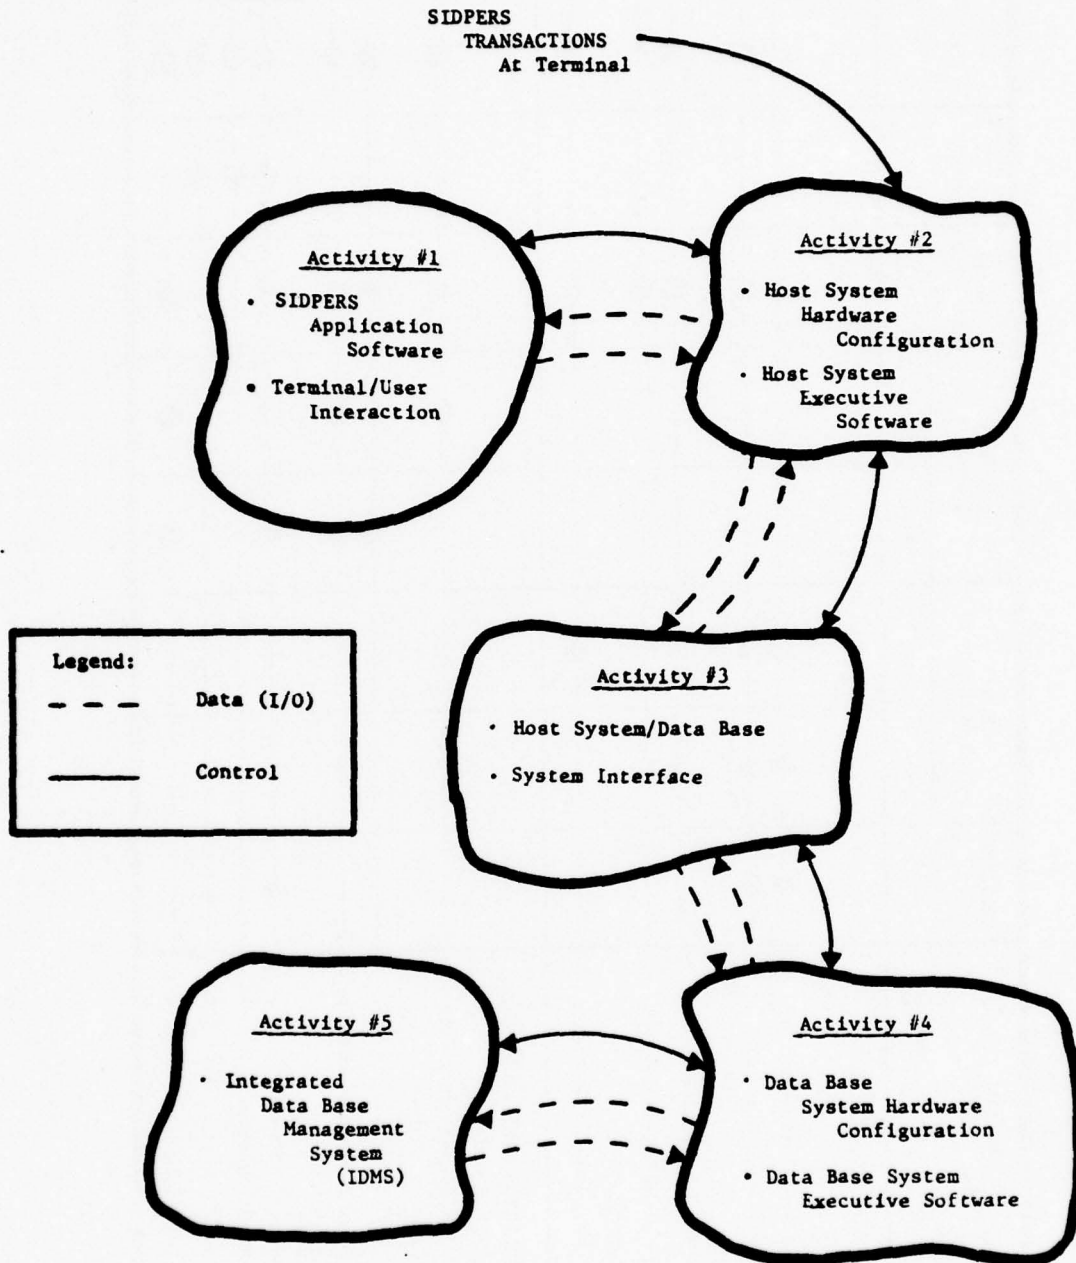 SIDPERS
TRANSACTIONS
At Terminal
Activity #1
· SIDPERS
Application
Software
• Terminal/User
Interaction
Activity #2
• Host System
Hardware
Configuration
· Host System
Executive
Software
Legend:
Data (I/O)
Control
Activity #3
· Host System/Data Base
· System Interface
Activity #5
· Integrated
Data Base
Management
System
(IDMS)
Activity #4
· Data Base
System Hardware
Configuration
• Data Base System
Executive Software